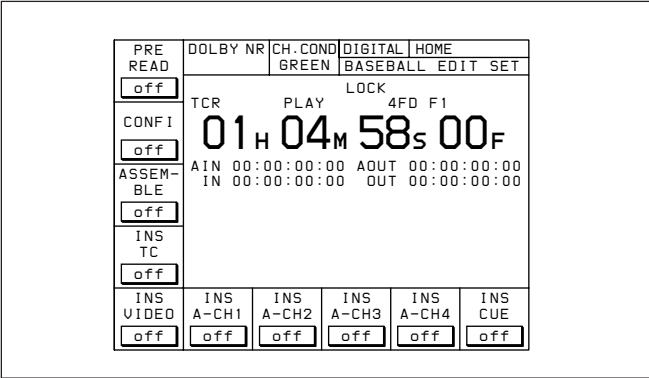 PRE READ
off
DOLBY NR CH.COND DIGITAL HOME
GREEN BASEBALL EDIT SET
LOCK
TCR PLAY 4FD F1
01H 04M 58S 00F
AIN 00:00:00:00 AOUT 00:00:00:00
IN 00:00:00:00 OUT 00:00:00:00
CONFI
off
ASSEM-
BLE
off
INS
TC
off
INS VIDEO
off
INS A-CH1
off
INS A-CH2
off
INS A-CH3
off
INS A-CH4
off
INS CUE
off